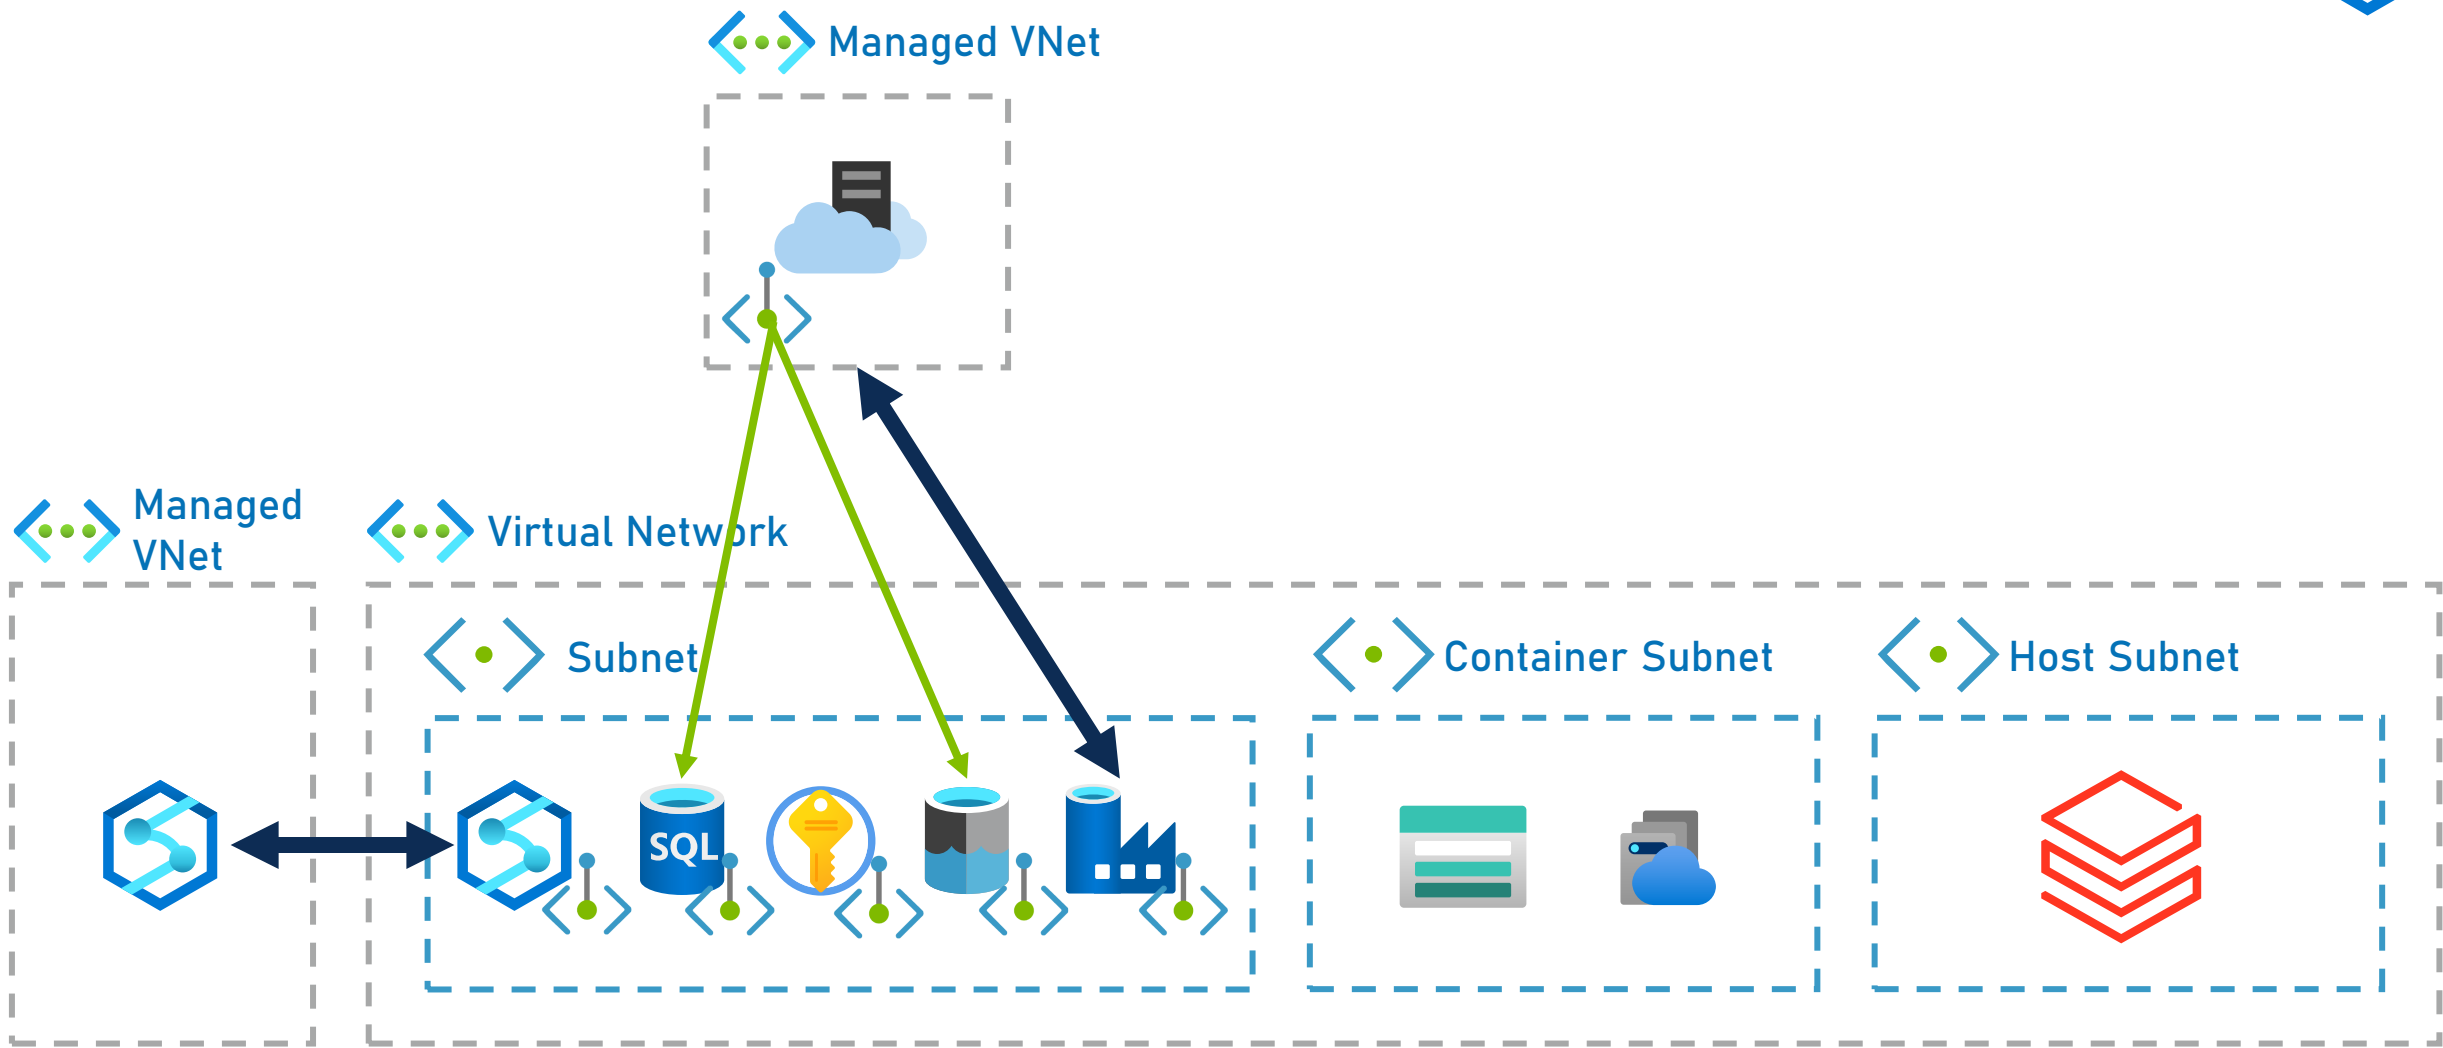 Managed VNet
Managed
VNet
Virtual Network
Subnet
Container Subnet
Host Subnet
SQL